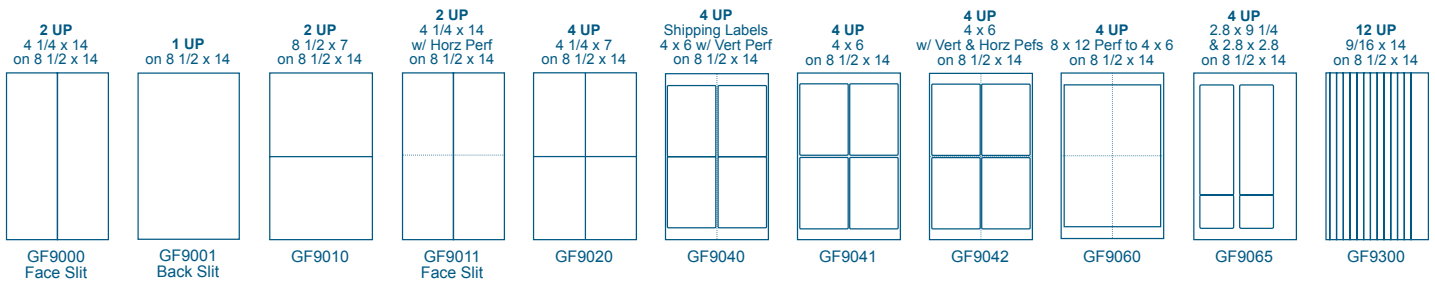 2 UP
4 1/4 x 14
on 8 1/2 x 14
GF9000
Face Slit
1 UP
on 8 1/2 x 14
GF9001
Back Slit
2 UP
8 1/2 x 7
on 8 1/2 x 14
GF9010
2 UP
4 1/4 x 14
w/ Horz Perf
on 8 1/2 x 14
GF9011
Face Slit
4 UP
4 1/4 x 7
on 8 1/2 x 14
GF9020
4 UP
Shipping Labels
4 x 6 w/ Vert Perf
on 8 1/2 x 14
GF9040
4 UP
4 x 6
on 8 1/2 x 14
GF9041
4 UP
4 x 6
w/ Vert & Horz Pefs
on 8 1/2 x 14
GF9042
4 UP
8 x 12 Perf to 4 x 6
on 8 1/2 x 14
GF9060
4 UP
2.8 x 9 1/4
& 2.8 x 2.8
on 8 1/2 x 14
GF9065
12 UP
9/16 x 14
on 8 1/2 x 14
GF9300